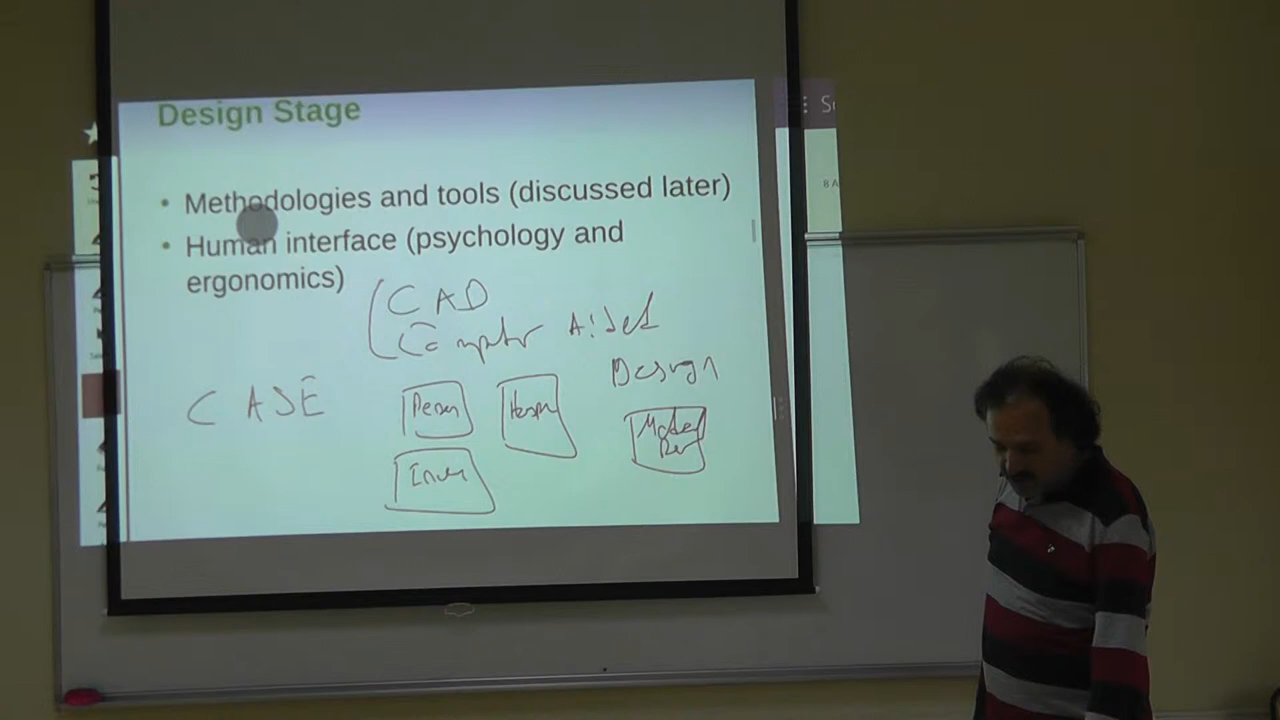 Design Stage
• Methodologies and tools (discussed later)
• Human interface (psychology and
ergonomics)
CAD
Computer Aided
Design
CASE